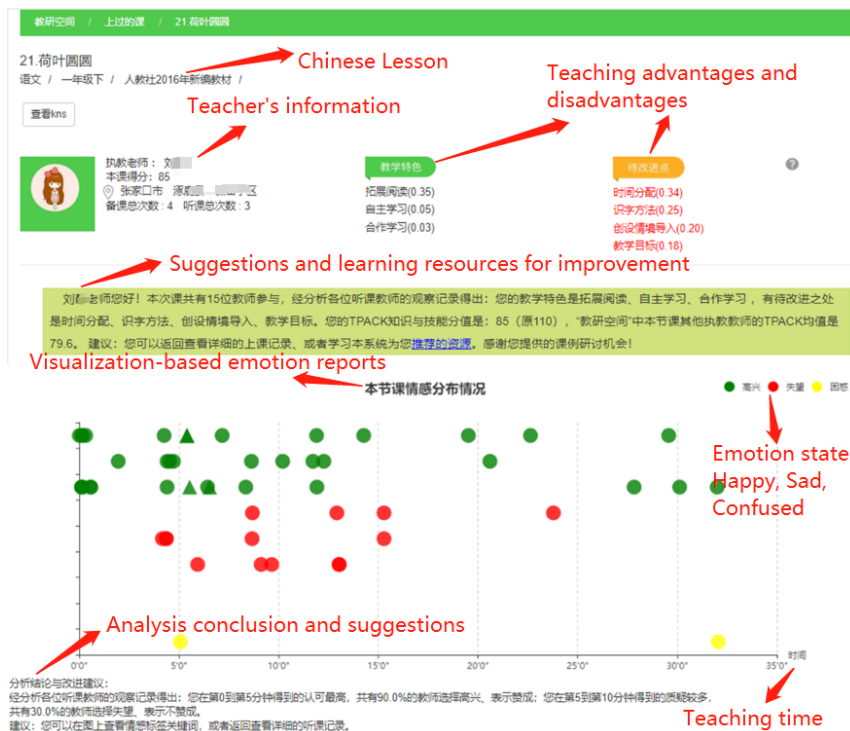 教研空间 / 上过的课 / 21.荷叶圆圆
21.荷叶圆圆
Chinese Lesson
语文 / 一年级下 / 人教社2016年新编教材 /
Teaching advantages and
disadvantages
Teacher's information
查看kns
执教老师： 刘
本课得分：85
张家口市 涿鹿
区
备课总次数：4 听课总次数：3
教学特色
拓展阅读(0.35)
自主学习(0.05)
合作学习(0.03)
待改进点
时间分配(0.34)
识字方法(0.25)
创设情境导入(0.20)
教学目标(0.18)
?
Suggestions and learning resources for improvement
刘 老师您好！本次课共有15位教师参与，经分析各位听课教师的观察记录得出：您的教学特色是拓展阅读、自主学习、合作学习 ，有待改进之处
是时间分配、识字方法、创设情境导入、教学目标。您的TPACK知识与技能分值是：85（原110），“教研空间”中本节课其他执教教师的TPACK均值是
79.6。 建议：您可以返回查看详细的上课记录、或者学习本系统为您推荐的资源。感谢您提供的课例研讨机会！
Visualization-based emotion reports
本节课情感分布情况
高兴 失望 困惑
Emotion state
Happy, Sad,
Confused
Analysis conclusion and suggestions
时间
0'0" 5'0" 10'0" 15'0" 20'0" 25'0" 30'0" 35'0"
分析结论与改进建议：
经分析各位听课教师的观察记录得出：您在第0到第5分钟得到的认可最高，共有90.0%的教师选择高兴、表示赞成；您在第5到第10分钟得到的质疑较多，
共有30.0%的教师选择失望、表示不赞成。
建议：您可以在图上查看情感标签关键词，或者返回查看详细的听课记录。
Teaching time